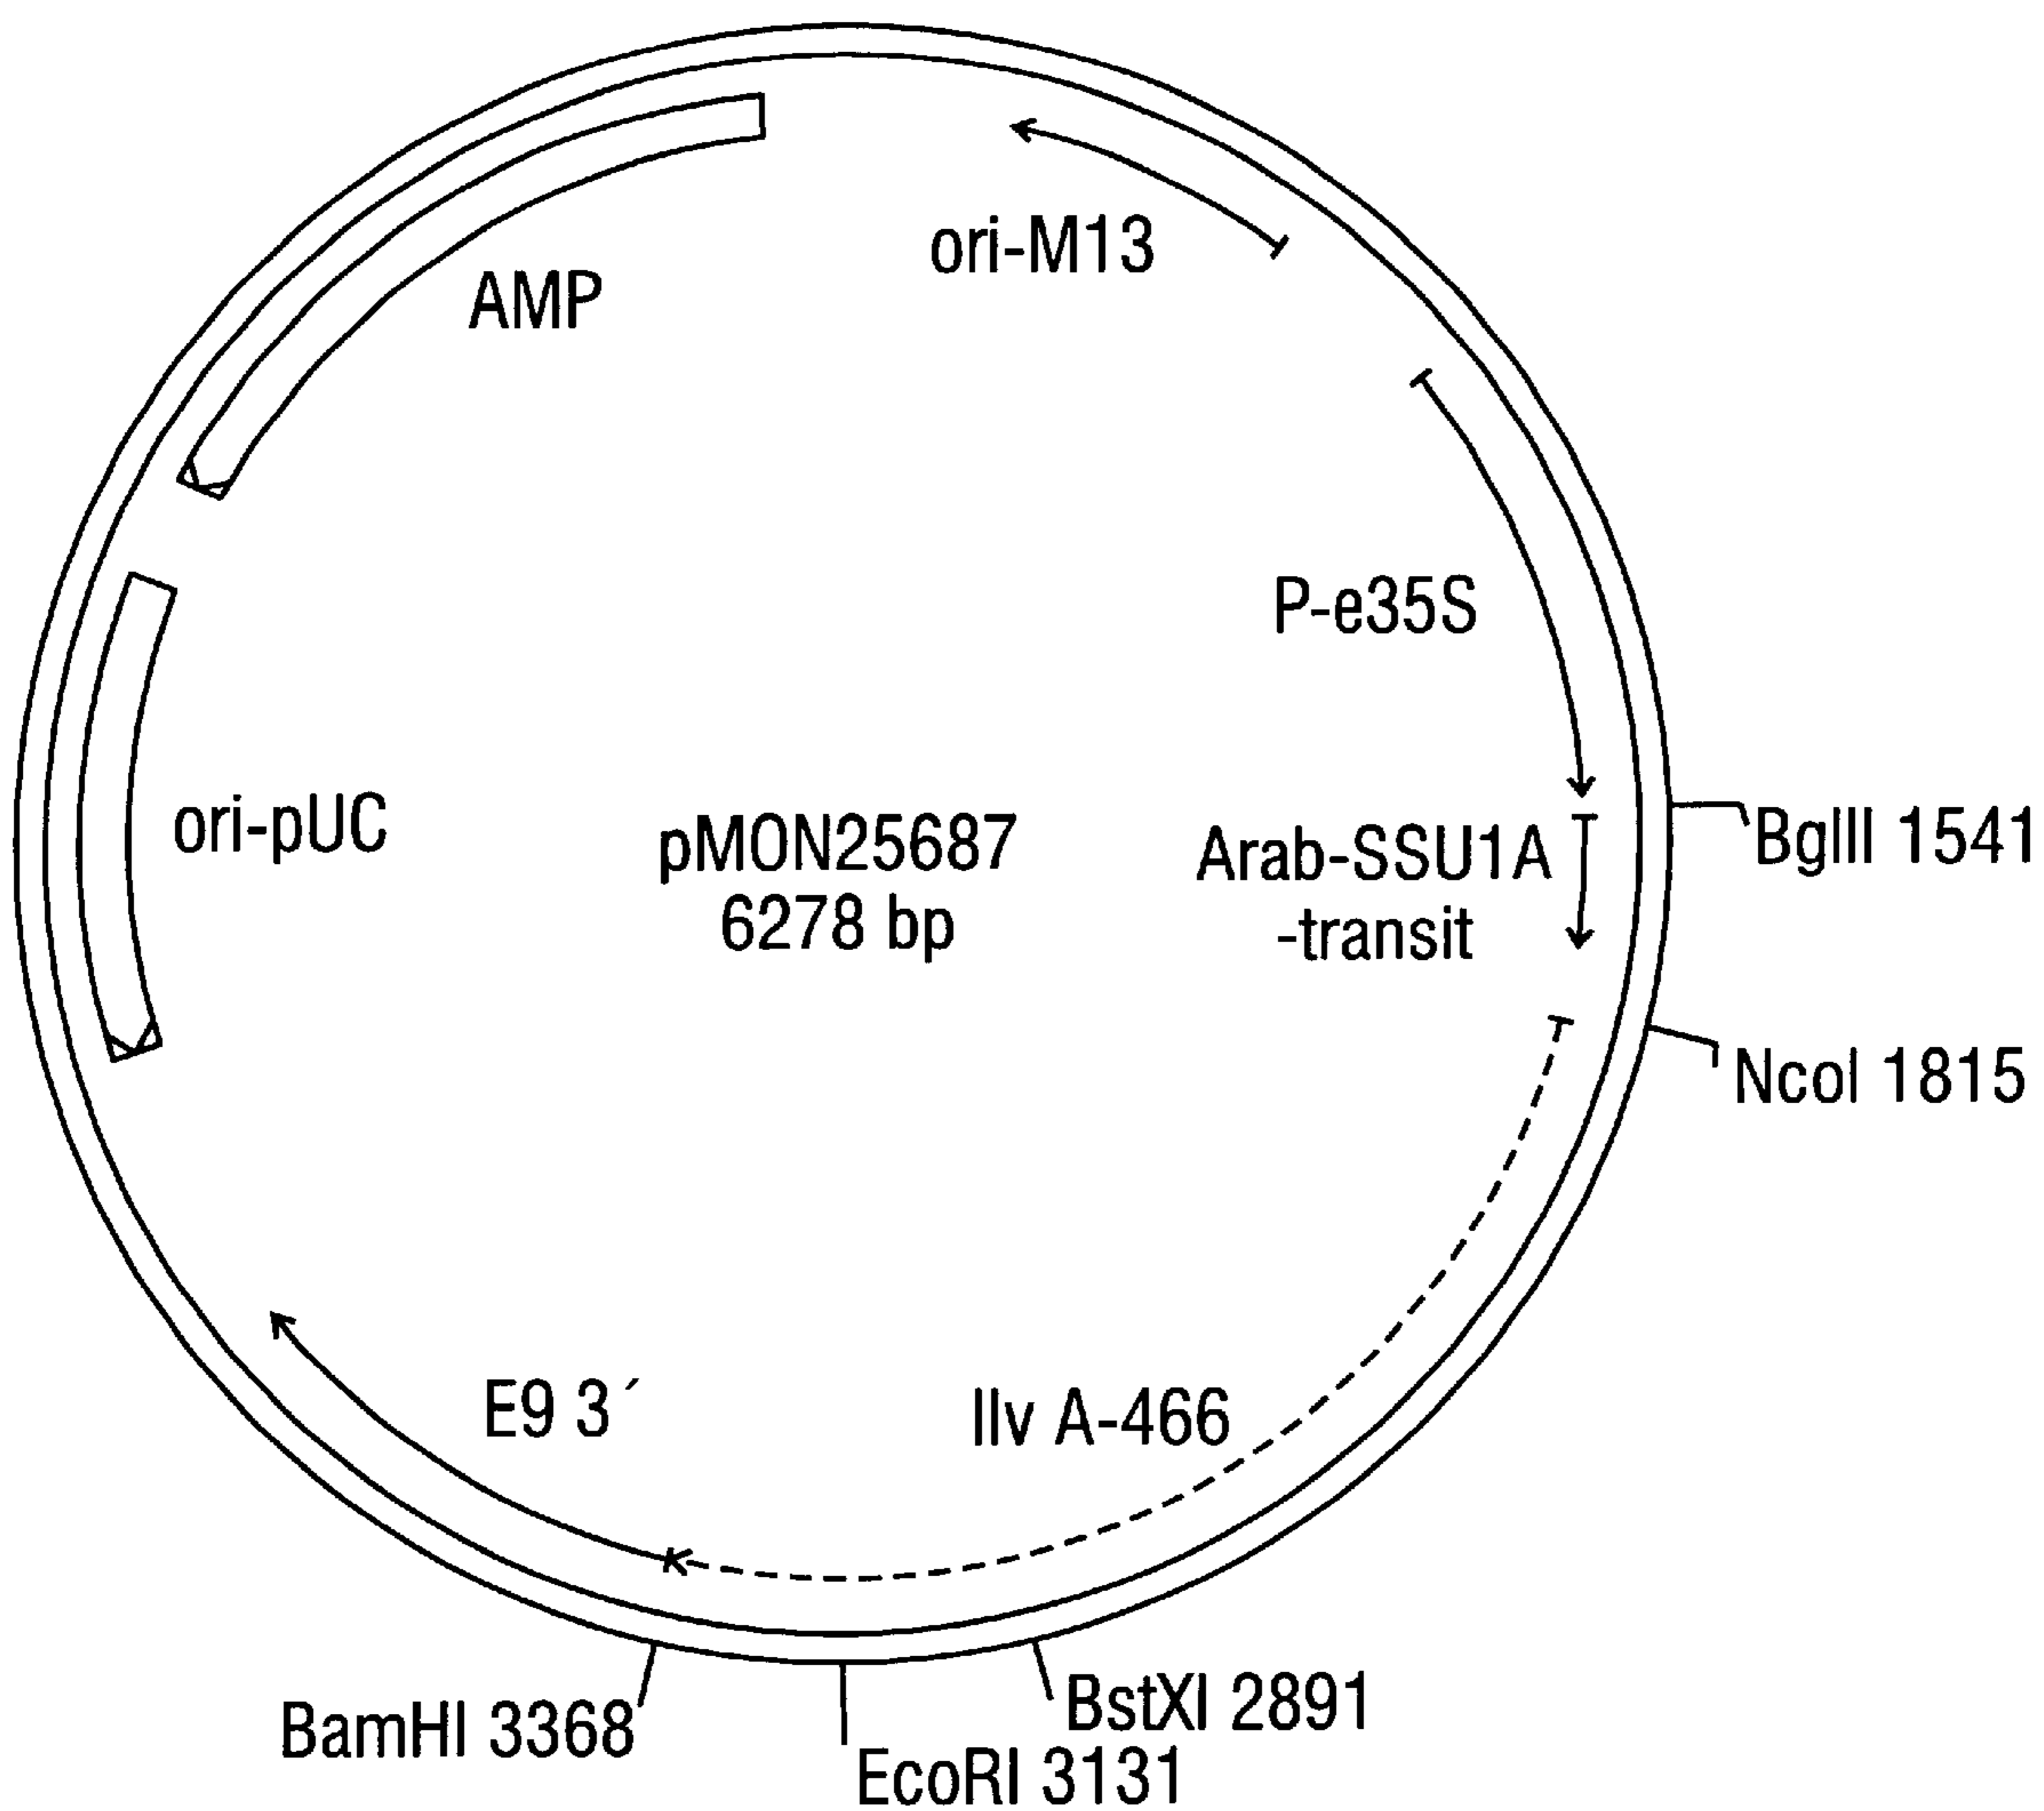 AMP
ori-M13
P-e35S
ori-pUC
pMON25687
6278 bp
Arab-SSU1A
-transit
BglII 1541
NcoI 1815
E9 3´
Ilv A-466
BamHI 3368
EcoRI 3131
BstXI 2891